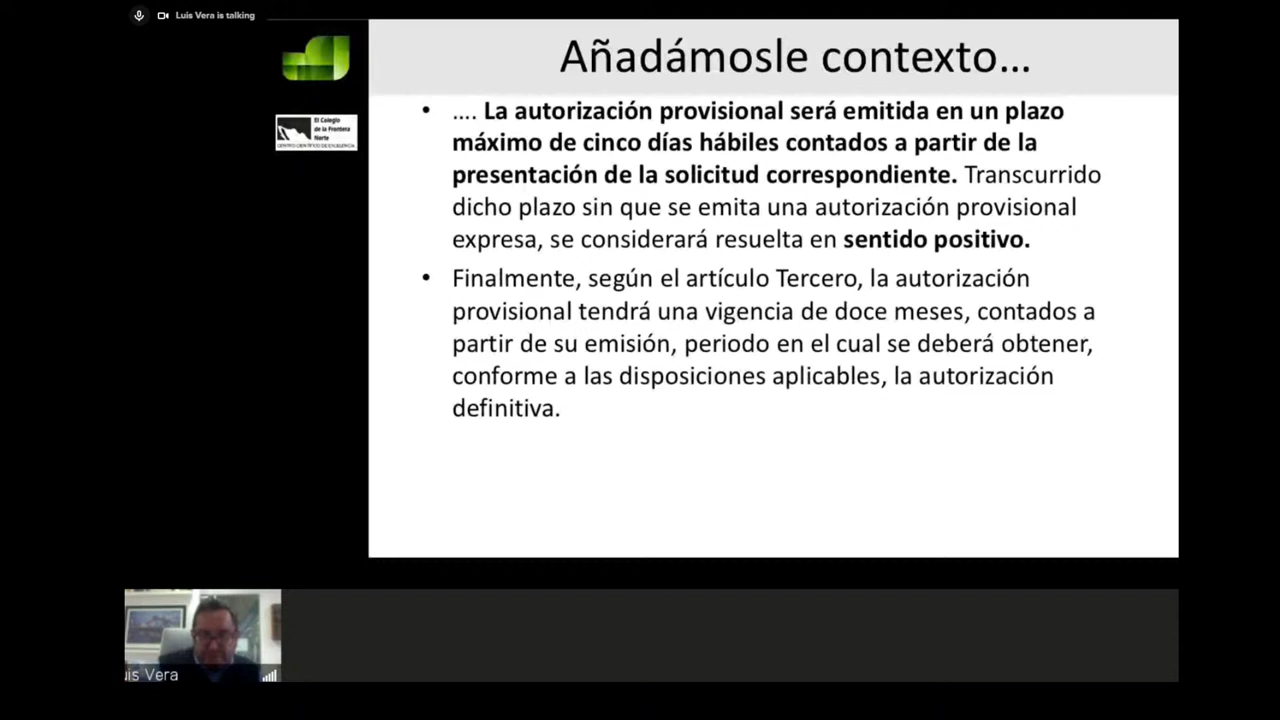 Luis Vera is talking
Añadámosle contexto...
El Colegio
de la Frontera
Norte
CENTRO CIENTÍFICO DE EXCELENCIA
• .... La autorización provisional será emitida en un plazo
máximo de cinco días hábiles contados a partir de la
presentación de la solicitud correspondiente. Transcurrido
dicho plazo sin que se emita una autorización provisional
expresa, se considerará resuelta en sentido positivo.
• Finalmente, según el artículo Tercero, la autorización
provisional tendrá una vigencia de doce meses, contados a
partir de su emisión, periodo en el cual se deberá obtener,
conforme a las disposiciones aplicables, la autorización
definitiva.
uis Vera